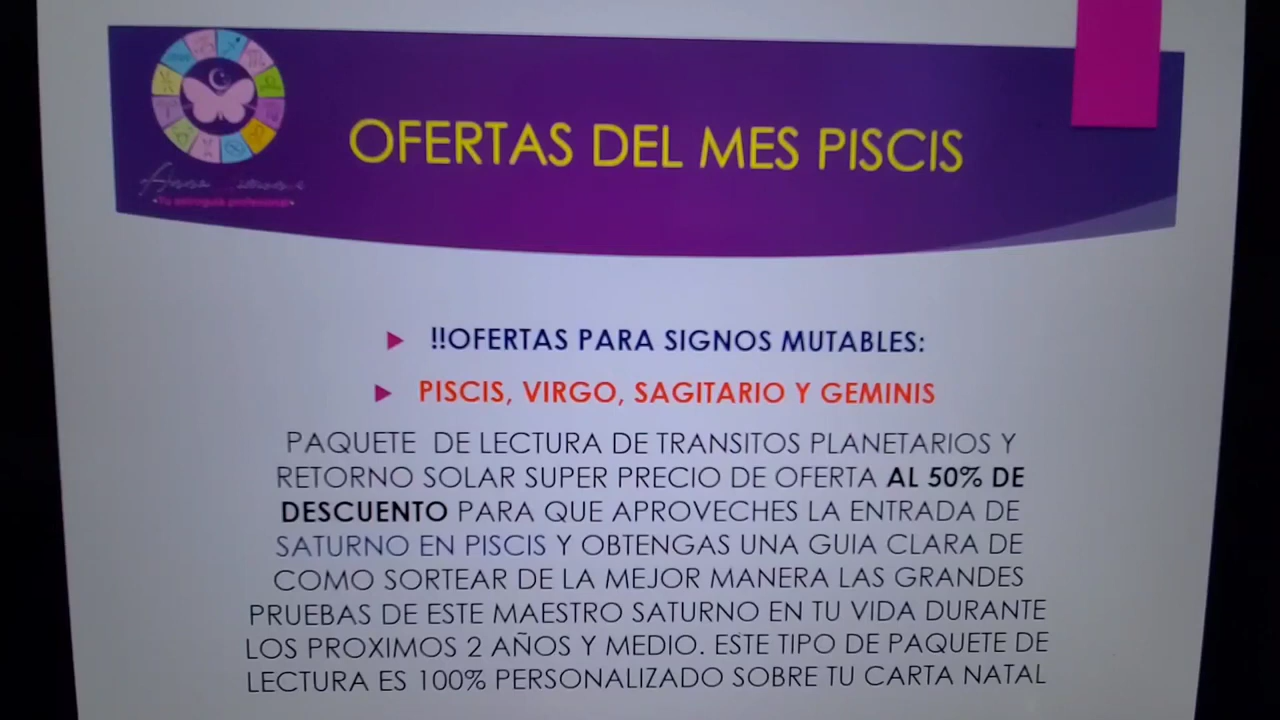 OFERTAS DEL MES PISCIS
Tu astroguía profesional
!!OFERTAS PARA SIGNOS MUTABLES:
PISCIS, VIRGO, SAGITARIO Y GEMINIS
PAQUETE DE LECTURA DE TRANSITOS PLANETARIOS Y
RETORNO SOLAR SUPER PRECIO DE OFERTA AL 50% DE
DESCUENTO PARA QUE APROVECHES LA ENTRADA DE
SATURNO EN PISCIS Y OBTENGAS UNA GUIA CLARA DE
COMO SORTEAR DE LA MEJOR MANERA LAS GRANDES
PRUEBAS DE ESTE MAESTRO SATURNO EN TU VIDA DURANTE
LOS PROXIMOS 2 AÑOS Y MEDIO. ESTE TIPO DE PAQUETE DE
LECTURA ES 100% PERSONALIZADO SOBRE TU CARTA NATAL